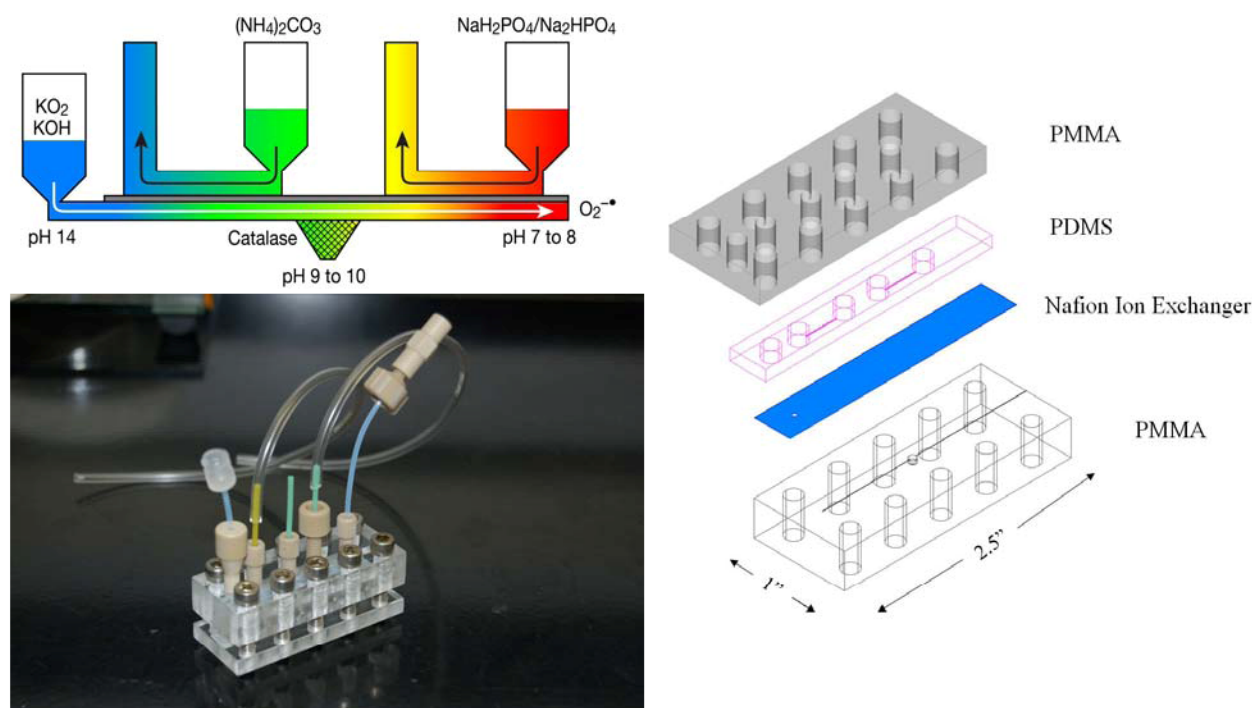 (NH4)2CO3
NaH2PO4/Na2HPO4
KO2
KOH
O2−•
pH 14
Catalase
pH 7 to 8
pH 9 to 10
PMMA
PDMS
Nafion Ion Exchanger
PMMA
1”
2.5”